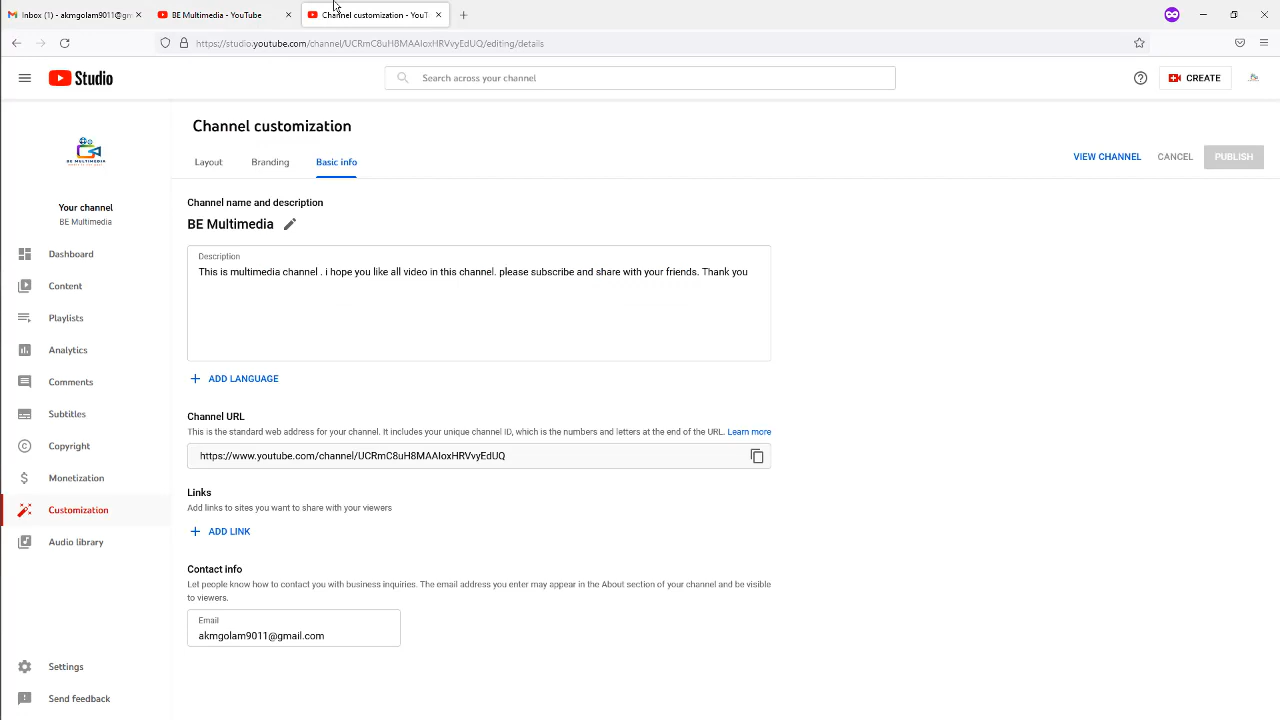 Inbox (1) - akmgolam9011@gm
BE Multimedia - YouTube
Channel customization - YouT
https://studio.youtube.com/channel/UCRmC8uH8MAAloxHRVvyEdUQ/editing/details
Studio
Search across your channel
CREATE
Channel customization
Layout
Branding
Basic info
VIEW CHANNEL
CANCEL
PUBLISH
BE MULTIMEDIA
Your channel
BE Multimedia
Dashboard
Content
Playlists
Analytics
Comments
Subtitles
Copyright
Monetization
Customization
Audio library
Settings
Send feedback
Channel name and description
BE Multimedia
Description
This is multimedia channel . i hope you like all video in this channel. please subscribe and share with your friends. Thank you
ADD LANGUAGE
Channel URL
This is the standard web address for your channel. It includes your unique channel ID, which is the numbers and letters at the end of the URL. Learn more
https://www.youtube.com/channel/UCRmC8uH8MAAloxHRVvyEdUQ
Links
Add links to sites you want to share with your viewers
ADD LINK
Contact info
Let people know how to contact you with business inquiries. The email address you enter may appear in the About section of your channel and be visible
to viewers.
Email
akmgolam9011@gmail.com